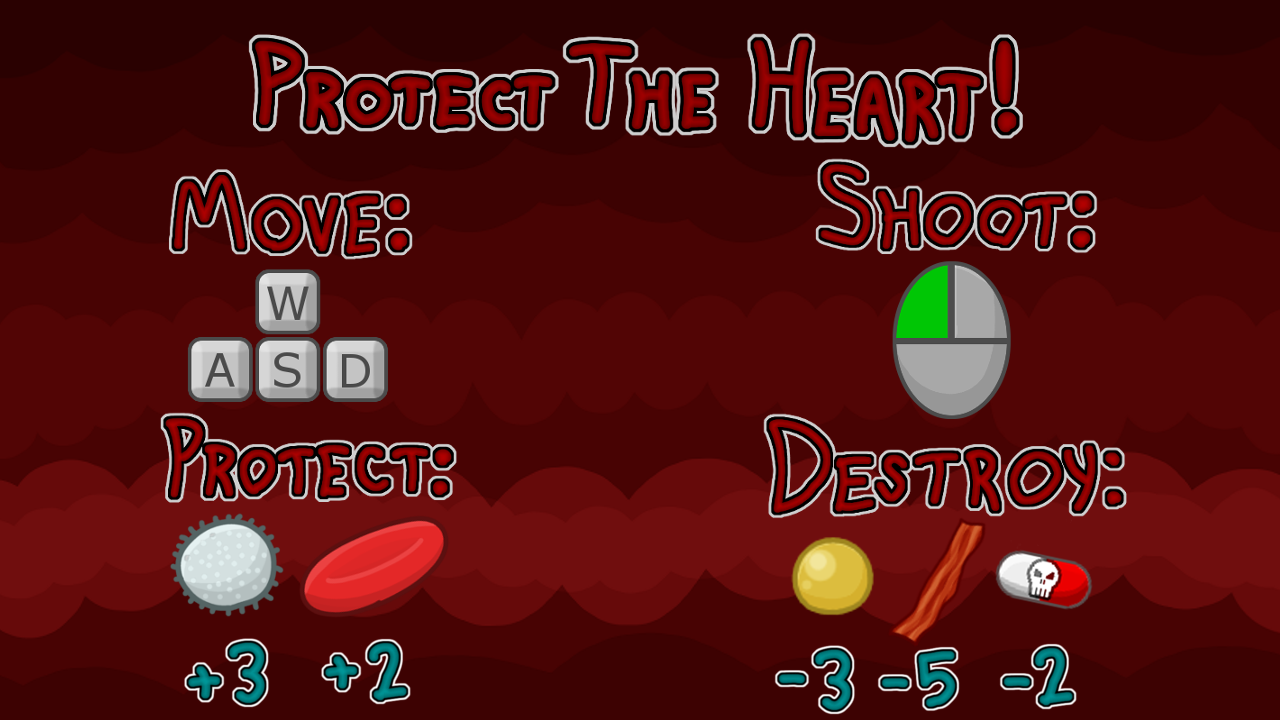 Protect The Heart!
Move: Shoot:
W
A S D
Protect: Destroy:
+3 +2 -3 -5 -2